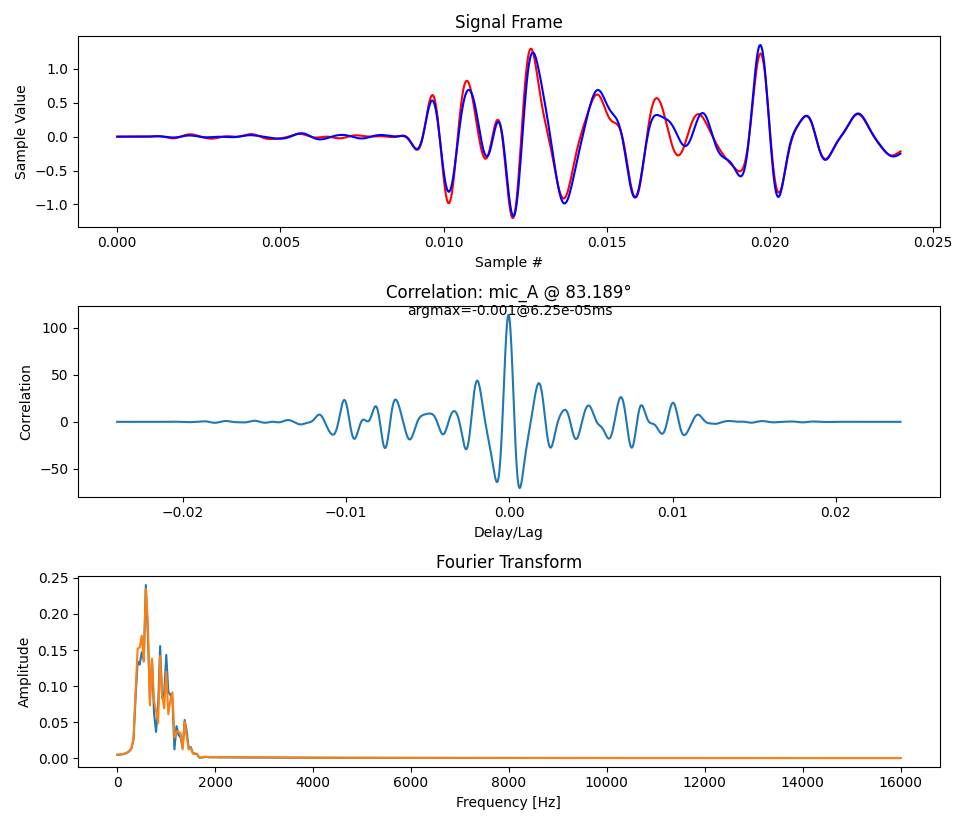 Signal Frame
1.0
0.5
0.0
−0.5
−1.0
Sample Value
0.000 0.005 0.010 0.015 0.020 0.025
Sample #
Correlation: mic_A @ 83.189°
argmax=-0.001@6.25e-05ms
100
50
0
−50
Correlation
−0.02 −0.01 0.00 0.01 0.02
Delay/Lag
Fourier Transform
0.25
0.20
0.15
0.10
0.05
0.00
Amplitude
0 2000 4000 6000 8000 10000 12000 14000 16000
Frequency [Hz]